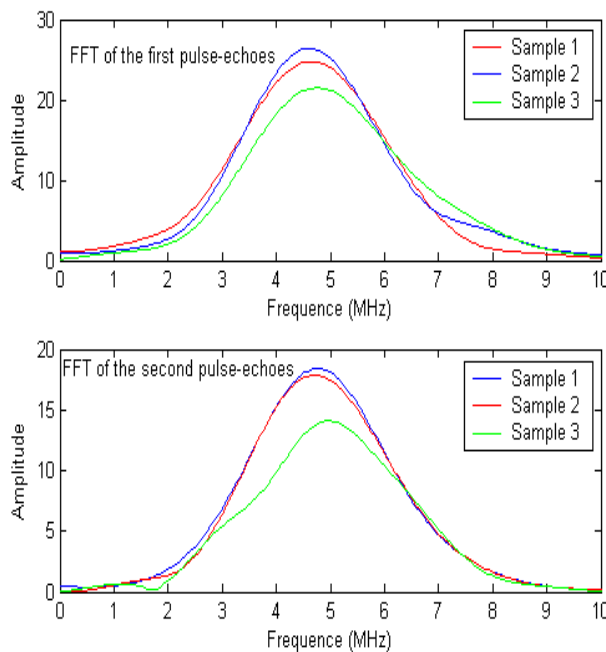 30
FFT of the first pulse-echoes
Sample 1
Sample 2
Sample 3
20
Amplitude
10
0
0 1 2 3 4 5 6 7 8 9 10
Frequence (MHz)
20
FFT of the second pulse-echoes
Sample 1
Sample 2
Sample 3
15
Amplitude
10
5
0
0 1 2 3 4 5 6 7 8 9 10
Frequence (MHz)